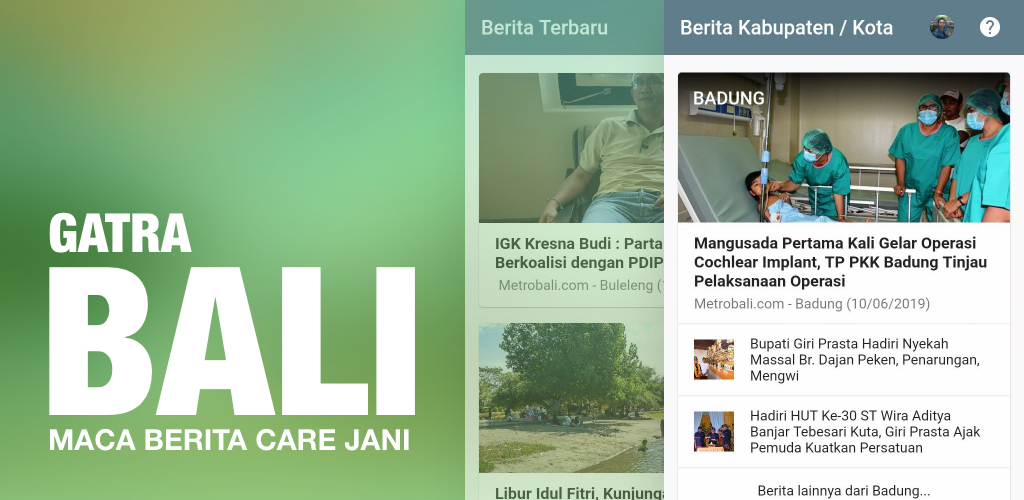 GATRA
BALI
MACA BERITA CARE JANI
Berita Terbaru
IGK Kresna Budi : Parta
Berkoalisi dengan PDIP
Metrobali.com - Buleleng (
Libur Idul Fitri, Kunjung
Berita Kabupaten / Kota
?
BADUNG
Mangusada Pertama Kali Gelar Operasi
Cochlear Implant, TP PKK Badung Tinjau
Pelaksanaan Operasi
Metrobali.com - Badung (10/06/2019)
Bupati Giri Prasta Hadiri Nyekah
Massal Br. Dajan Peken, Penarungan,
Mengwi
Hadiri HUT Ke-30 ST Wira Aditya
Banjar Tebesari Kuta, Giri Prasta Ajak
Pemuda Kuatkan Persatuan
Berita lainnya dari Badung...